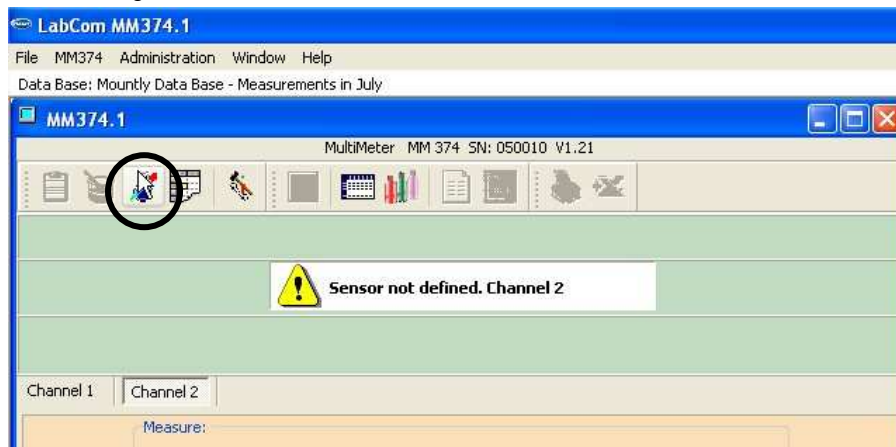 LabCom MM374.1
File MM374 Administration Window Help
Data Base: Mountly Data Base - Measurements in July
MM374.1
MultiMeter MM 374 SN: 050010 V1.21
Sensor not defined. Channel 2
Channel 1 Channel 2
Measure: